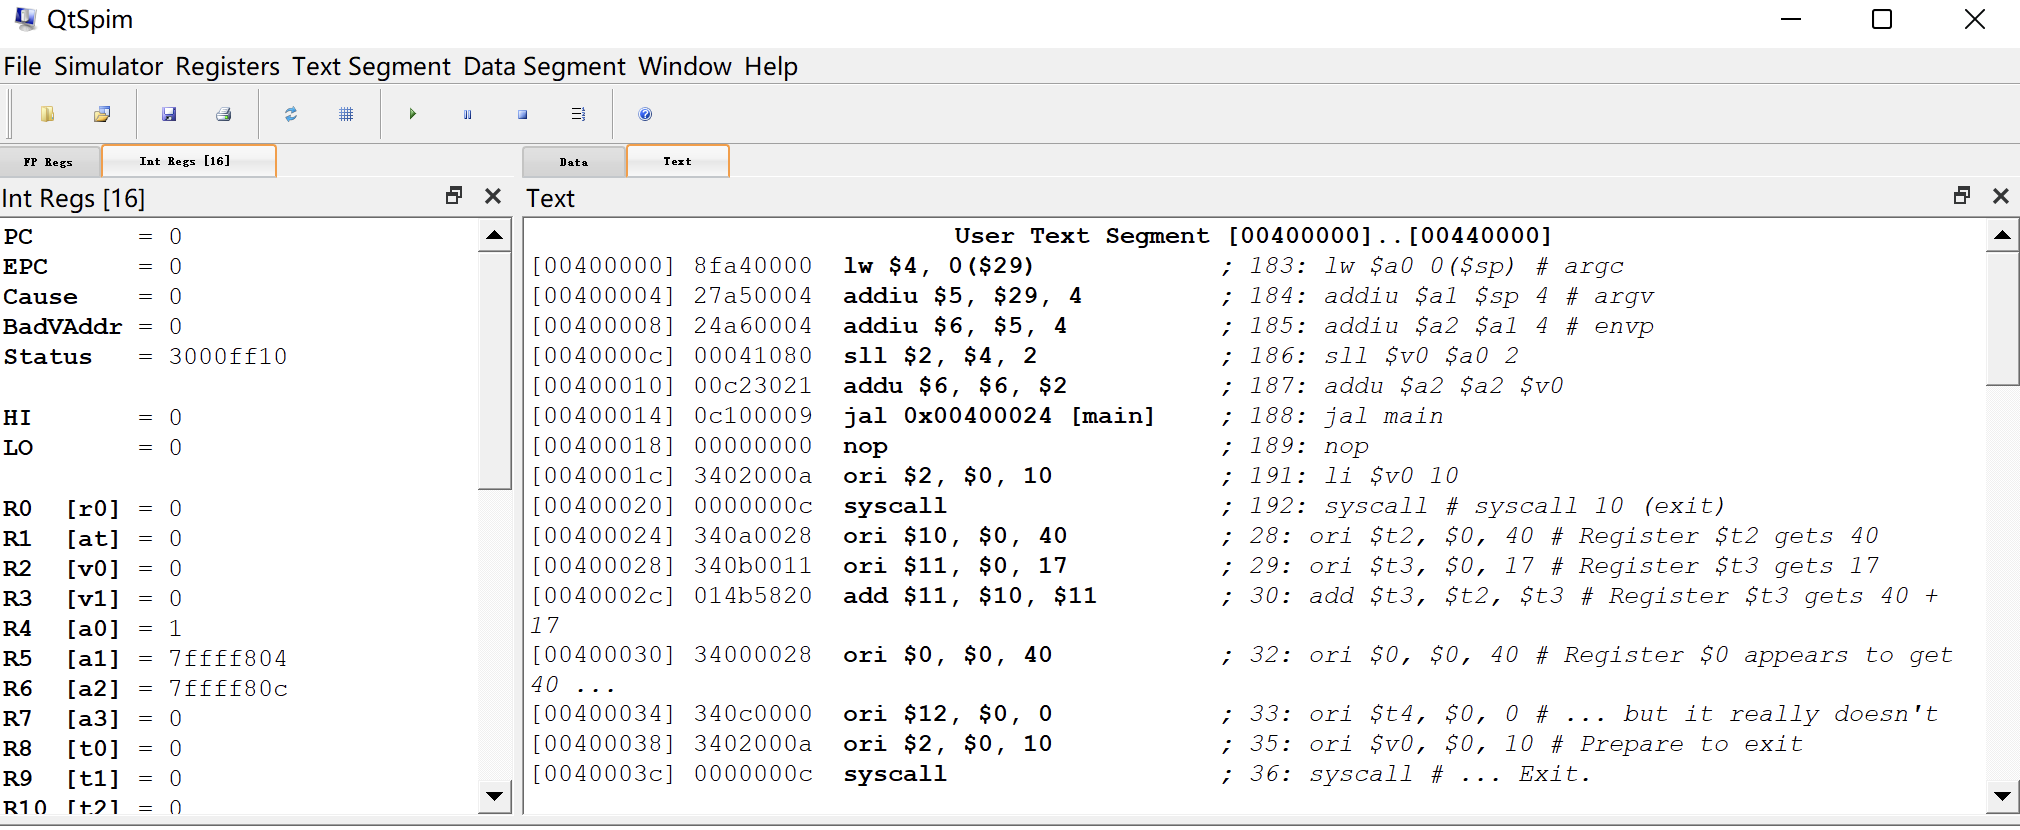 QtSpim
File Simulator Registers Text Segment Data Segment Window Help
FP Regs Int Regs [16] Data Text
Int Regs [16]
PC = 0
EPC = 0
Cause = 0
BadVAddr = 0
Status = 3000ff10
HI = 0
LO = 0
R0 [r0] = 0
R1 [at] = 0
R2 [v0] = 0
R3 [v1] = 0
R4 [a0] = 1
R5 [a1] = 7ffff804
R6 [a2] = 7ffff80c
R7 [a3] = 0
R8 [t0] = 0
R9 [t1] = 0
R10 [t2] = 0
Text
User Text Segment [00400000]..[00440000]
[00400000] 8fa40000 lw $4, 0($29) ; 183: lw $a0 0($sp) # argc
[00400004] 27a50004 addiu $5, $29, 4 ; 184: addiu $a1 $sp 4 # argv
[00400008] 24a60004 addiu $6, $5, 4 ; 185: addiu $a2 $a1 4 # envp
[0040000c] 00041080 sll $2, $4, 2 ; 186: sll $v0 $a0 2
[00400010] 00c23021 addu $6, $6, $2 ; 187: addu $a2 $a2 $v0
[00400014] 0c100009 jal 0x00400024 [main] ; 188: jal main
[00400018] 00000000 nop ; 189: nop
[0040001c] 3402000a ori $2, $0, 10 ; 191: li $v0 10
[00400020] 0000000c syscall ; 192: syscall # syscall 10 (exit)
[00400024] 340a0028 ori $10, $0, 40 ; 28: ori $t2, $0, 40 # Register $t2 gets 40
[00400028] 340b0011 ori $11, $0, 17 ; 29: ori $t3, $0, 17 # Register $t3 gets 17
[0040002c] 014b5820 add $11, $10, $11 ; 30: add $t3, $t2, $t3 # Register $t3 gets 40 +
17
[00400030] 34000028 ori $0, $0, 40 ; 32: ori $0, $0, 40 # Register $0 appears to get
40 ...
[00400034] 340c0000 ori $12, $0, 0 ; 33: ori $t4, $0, 0 # ... but it really doesn't
[00400038] 3402000a ori $2, $0, 10 ; 35: ori $v0, $0, 10 # Prepare to exit
[0040003c] 0000000c syscall ; 36: syscall # ... Exit.